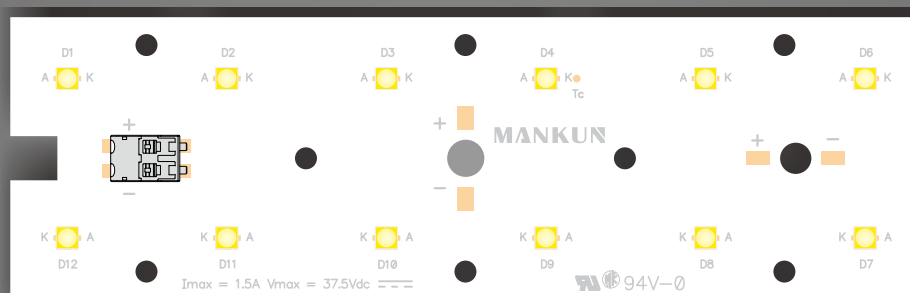 D1 D2 D3 D4 D5 D6
A K A K A K A K A K A K
Tc
+
+ MANKUN
+ −
−
−
K A K A K A K A K A K A
D12 D11 D10 D9 D8 D7
Imax = 1.5A Vmax = 37.5Vdc
94V-0